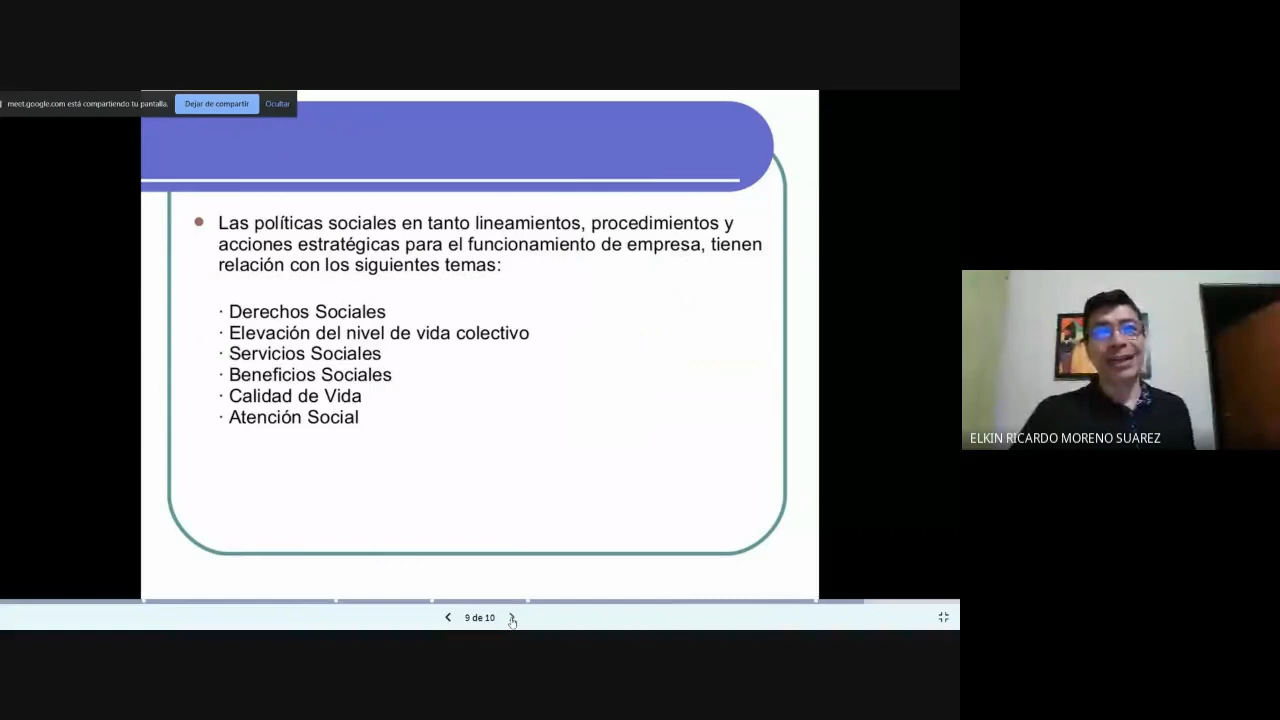 meet.google.com está compartiendo tu pantalla.
Dejar de compartir
Ocultar
Las políticas sociales en tanto lineamientos, procedimientos y
acciones estratégicas para el funcionamiento de empresa, tienen
relación con los siguientes temas:
· Derechos Sociales
· Elevación del nivel de vida colectivo
· Servicios Sociales
· Beneficios Sociales
· Calidad de Vida
· Atención Social
ELKIN RICARDO MORENO SUAREZ
9 de 10